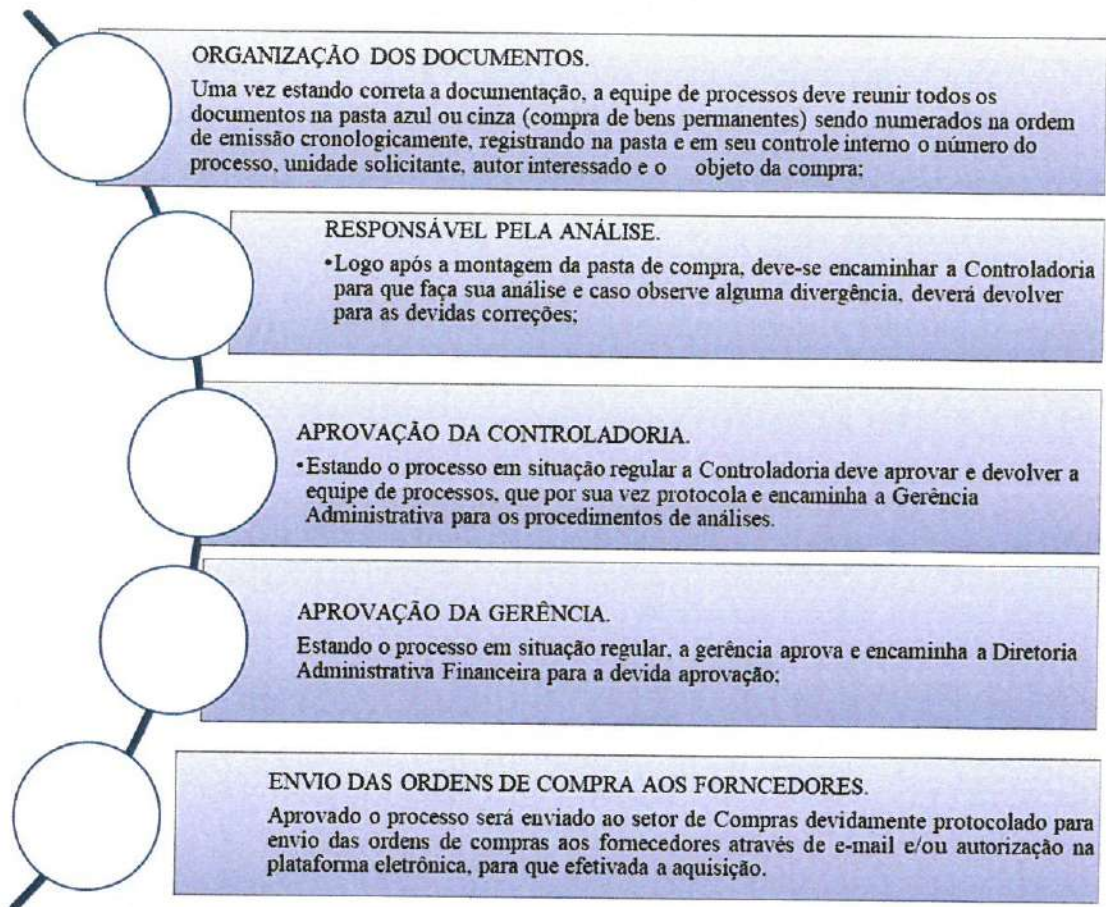 ORGANIZAÇÃO DOS DOCUMENTOS.
Uma vez estando correta a documentação, a equipe de processos deve reunir todos os
documentos na pasta azul ou cinza (compra de bens permanentes) sendo numerados na ordem
de emissão cronologicamente, registrando na pasta e em seu controle interno o número do
processo, unidade solicitante, autor interessado e o objeto da compra;
RESPONSÁVEL PELA ANÁLISE.
•Logo após a montagem da pasta de compra, deve-se encaminhar a Controladoria
para que faça sua análise e caso observe alguma divergência, deverá devolver
para as devidas correções;
APROVAÇÃO DA CONTROLADORIA.
•Estando o processo em situação regular a Controladoria deve aprovar e devolver a
equipe de processos, que por sua vez protocola e encaminha a Gerência
Administrativa para os procedimentos de análises.
APROVAÇÃO DA GERÊNCIA.
Estando o processo em situação regular, a gerência aprova e encaminha a Diretoria
Administrativa Financeira para a devida aprovação;
ENVIO DAS ORDENS DE COMPRA AOS FORNCEDORES.
Aprovado o processo será enviado ao setor de Compras devidamente protocolado para
envio das ordens de compras aos fornecedores através de e-mail e/ou autorização na
plataforma eletrônica, para que efetivada a aquisição.